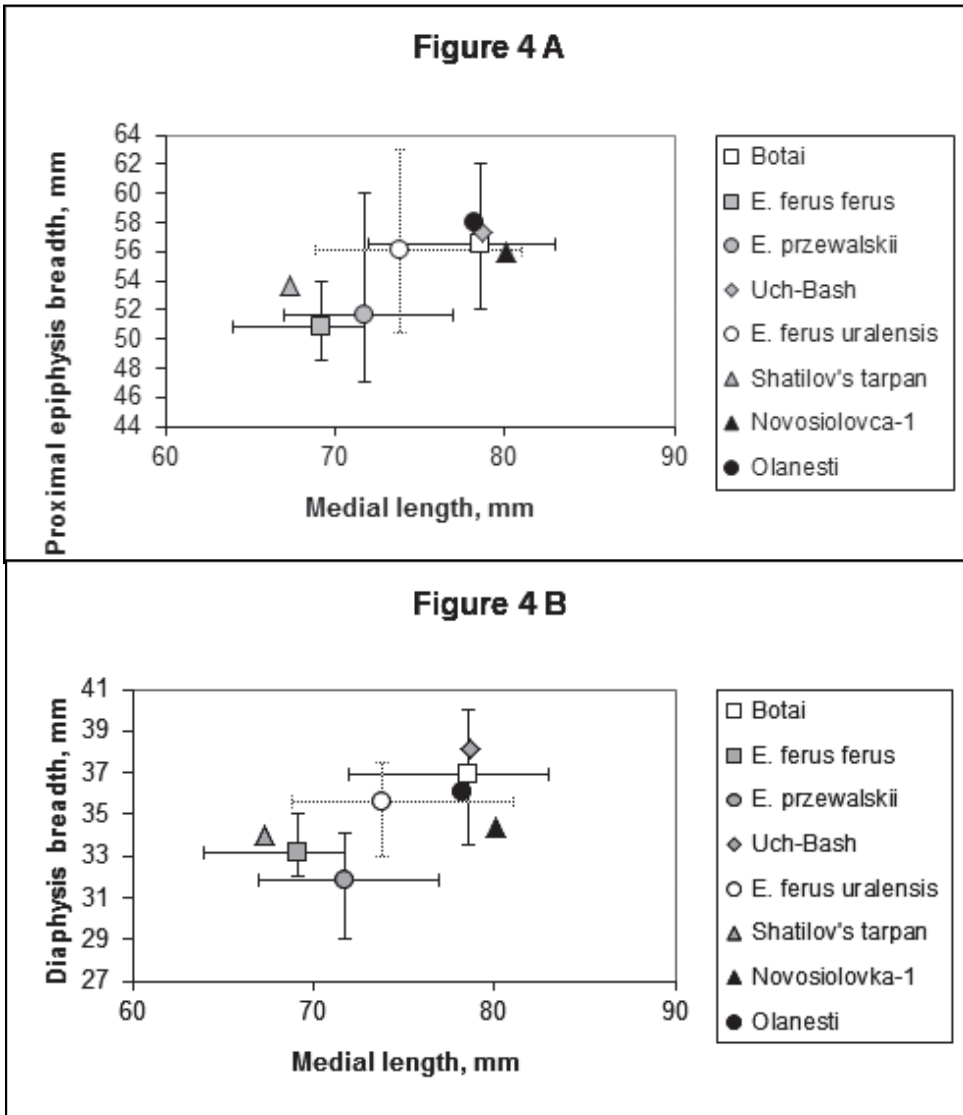 Figure 4 A
Proximal epiphysis breadth, mm
64
62
60
58
56
54
52
50
48
46
44
60 70 80 90
Medial length, mm
Botai
E. ferus ferus
E. przewalskii
Uch-Bash
E. ferus uralensis
Shatilov's tarpan
Novosiolovca-1
Olanesti
Figure 4 B
Diaphysis breadth, mm
41
39
37
35
33
31
29
27
60 70 80 90
Medial length, mm
Botai
E. ferus ferus
E. przewalskii
Uch-Bash
E. ferus uralensis
Shatilov's tarpan
Novosiolovka-1
Olanesti